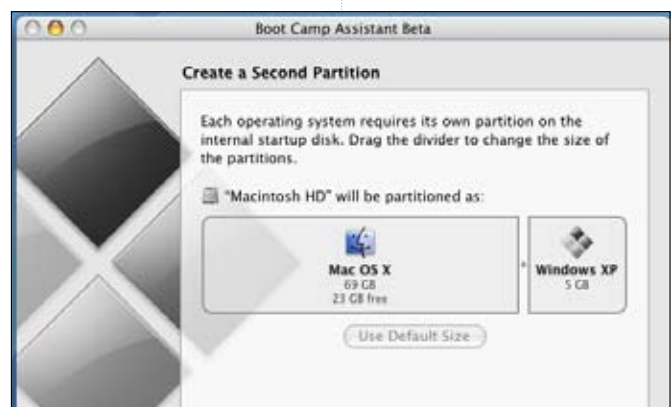 Boot Camp Assistant Beta
Create a Second Partition
Each operating system requires its own partition on the
internal startup disk. Drag the divider to change the size of
the partitions.
"Macintosh HD" will be partitioned as:
Mac OS X
69 GB
23 GB free
Windows XP
5 GB
Use Default Size